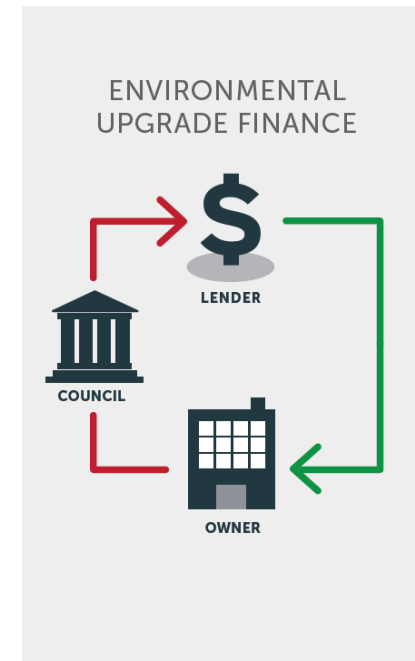 ENVIRONMENTAL
UPGRADE FINANCE
LENDER
COUNCIL
OWNER